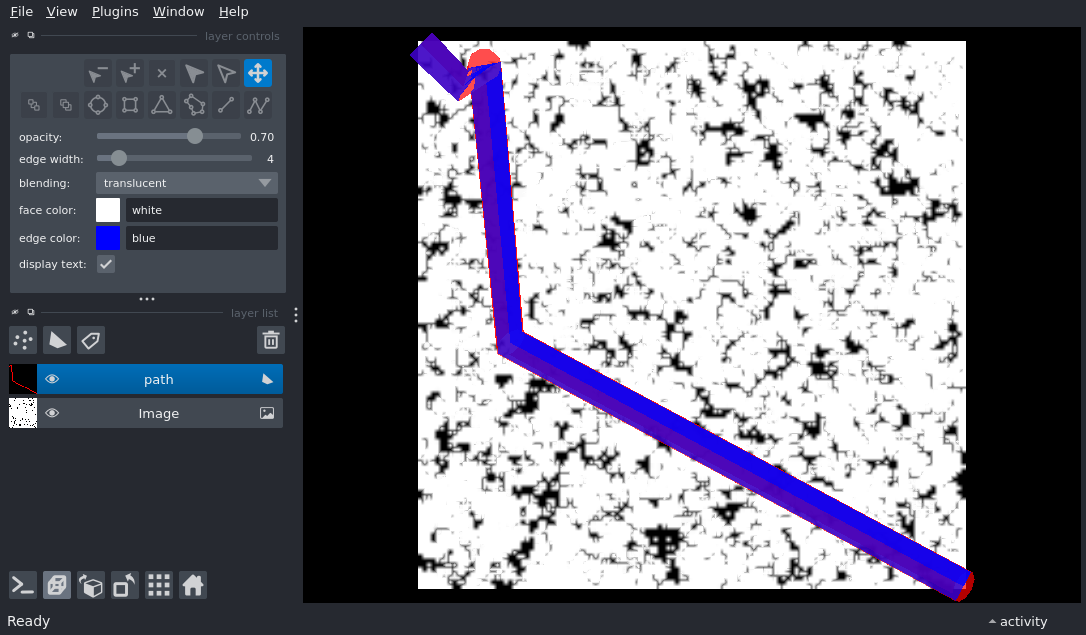 File View Plugins Window Help
layer controls
opacity: 0.70
edge width: 4
blending: translucent
face color: white
edge color: blue
display text:
layer list
path
Image
Ready
activity